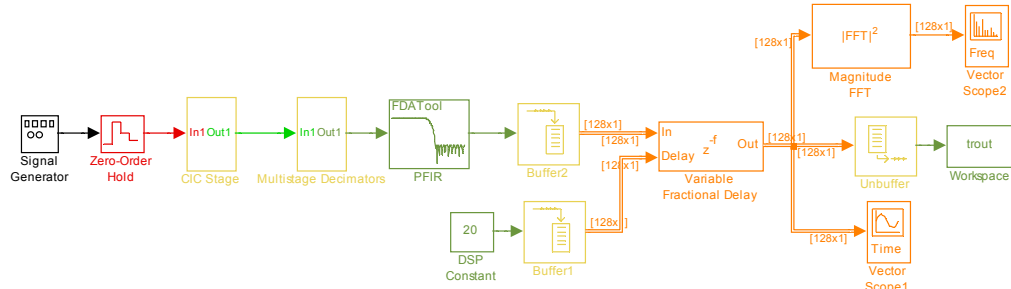 [128x1]
|FFT|²
[128x1]
Freq
Magnitude
FFT
Vector
Scope2
Signal
Generator
Zero-Order
Hold
In1 Out1
CIC Stage
In1 Out1
Multistage Decimators
FDATool
PFIR
Buffer2
[128x1]
[128x1]
In
Delay
z^-f
Out
Variable
Fractional Delay
[128x1]
[128x1]
[128x1]
Unbuffer
trout
Workspace
20
DSP
Constant
Buffer1
[128x1]
[128x1]
Time
Vector
Scope1